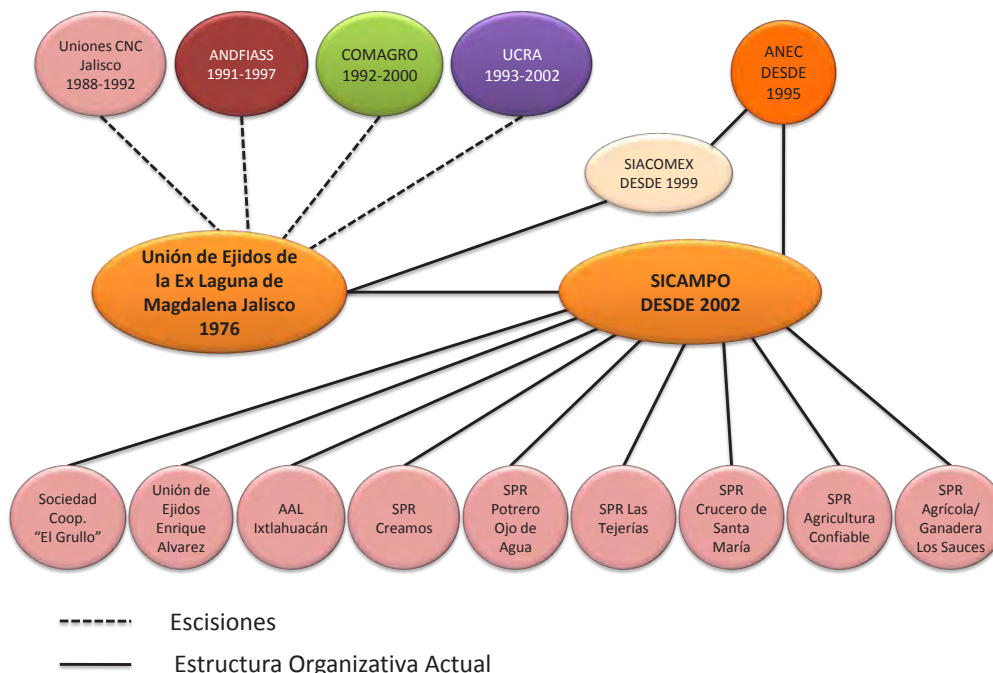 Uniones CNC
Jalisco
1988-1992
ANDFIASS
1991-1997
COMAGRO
1992-2000
UCRA
1993-2002
ANEC
DESDE
1995
SIACOMEX
DESDE 1999
Unión de Ejidos de
la Ex Laguna de
Magdalena Jalisco
1976
SICAMPO
DESDE 2002
Sociedad
Coop.
“El Grullo”
Unión de
Ejidos
Enrique
Alvarez
AAL
Ixtlahuacán
SPR
Creamos
SPR
Potrero
Ojo de
Agua
SPR Las
Tejerías
SPR
Crucero de
Santa
María
SPR
Agricultura
Confiable
SPR
Agrícola/
Ganadera
Los Sauces
Escisiones
Estructura Organizativa Actual